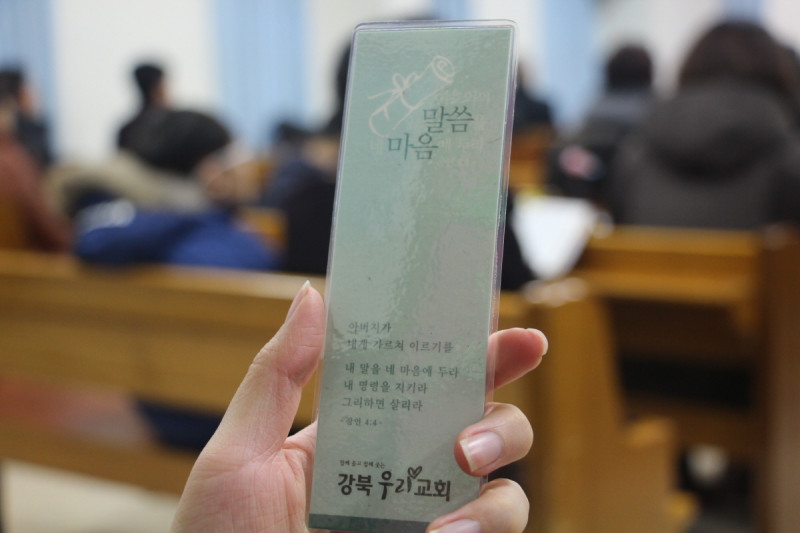 말씀
마음
아버지가
내게 가르쳐 이르기를
내 말을 네 마음에 두라
내 명령을 지키라
그리하면 살리라
-잠언 4:4-
강북 우리교회